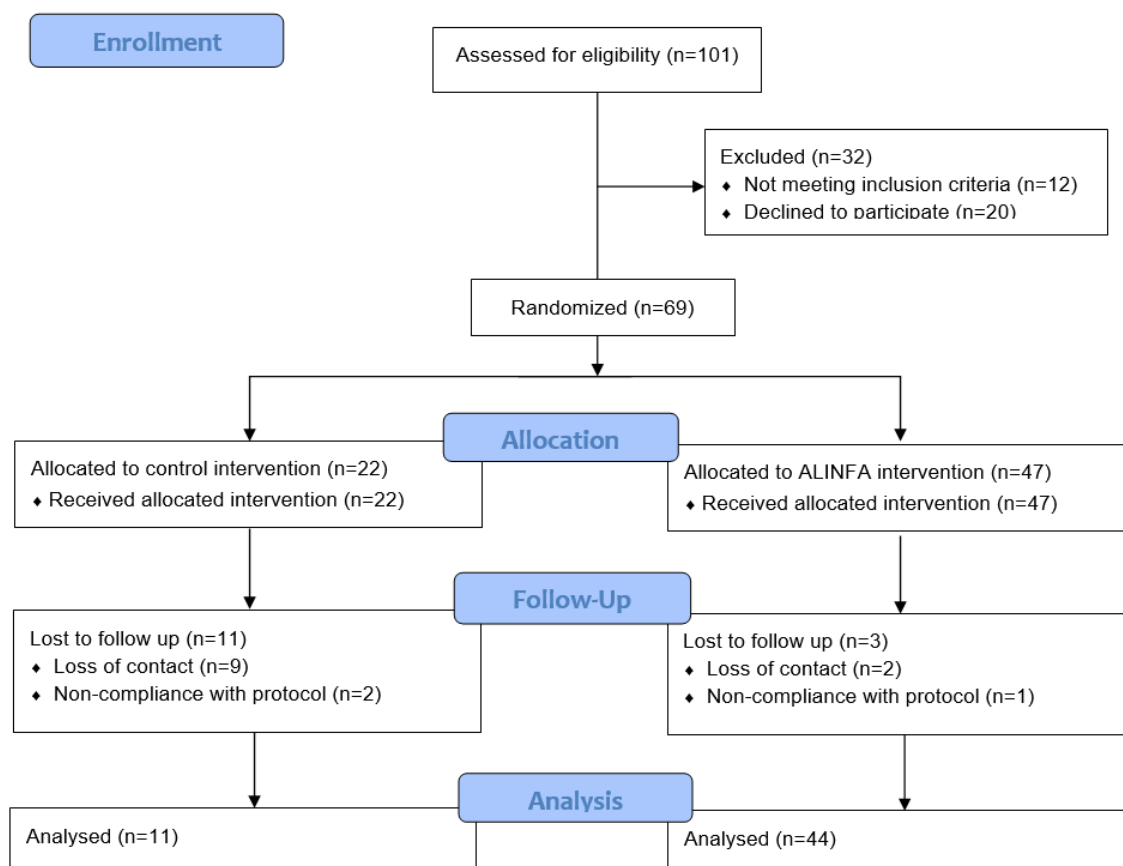 Enrollment
Assessed for eligibility (n=101)
Excluded (n=32)
♦ Not meeting inclusion criteria (n=12)
♦ Declined to participate (n=20)
Randomized (n=69)
Allocation
Allocated to control intervention (n=22)
♦ Received allocated intervention (n=22)
Allocated to ALINFA intervention (n=47)
♦ Received allocated intervention (n=47)
Follow-Up
Lost to follow up (n=11)
♦ Loss of contact (n=9)
♦ Non-compliance with protocol (n=2)
Lost to follow up (n=3)
♦ Loss of contact (n=2)
♦ Non-compliance with protocol (n=1)
Analysis
Analysed (n=11)
Analysed (n=44)